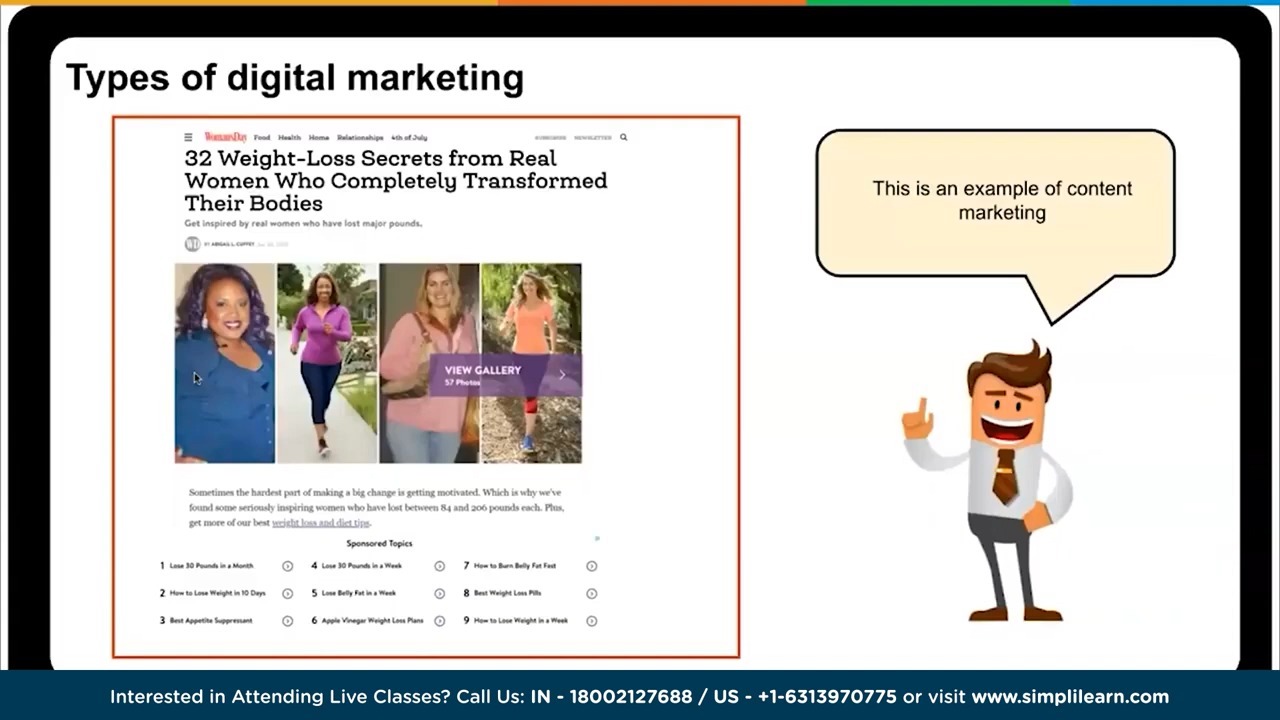 Types of digital marketing
Woman'sDay Food Health Home Relationships 4th of July SUBSCRIBE NEWSLETTER
32 Weight-Loss Secrets from Real
Women Who Completely Transformed
Their Bodies
Get inspired by real women who have lost major pounds.
WD BY ABIGAIL L. CUFFEY
VIEW GALLERY
57 Photos
Sometimes the hardest part of making a big change is getting motivated. Which is why we've
found some seriously inspiring women who have lost between 84 and 206 pounds each. Plus,
get more of our best weight loss and diet tips.
Sponsored Topics
1 Lose 30 Pounds in a Month
4 Lose 30 Pounds in a Week
7 How to Burn Belly Fat Fast
2 How to Lose Weight in 10 Days
5 Lose Belly Fat in a Week
8 Best Weight Loss Pills
3 Best Appetite Suppressant
6 Apple Vinegar Weight Loss Plans
9 How to Lose Weight in a Week
This is an example of content
marketing
Interested in Attending Live Classes? Call Us: IN - 18002127688 / US - +1-6313970775 or visit www.simplilearn.com